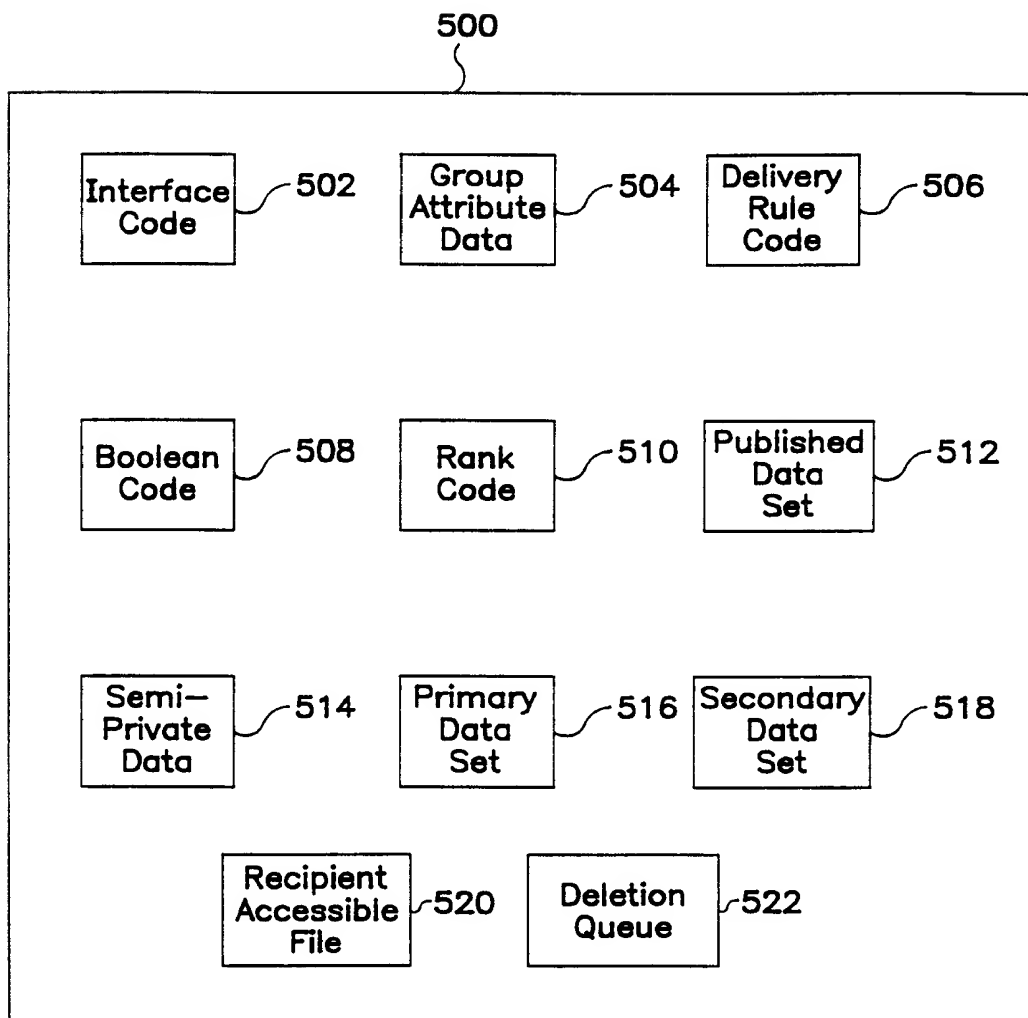 500
Interface
Code
502
Group
Attribute
Data
504
Delivery
Rule
Code
506
Boolean
Code
508
Rank
Code
510
Published
Data
Set
512
Semi-
Private
Data
514
Primary
Data
Set
516
Secondary
Data
Set
518
Recipient
Accessible
File
520
Deletion
Queue
522